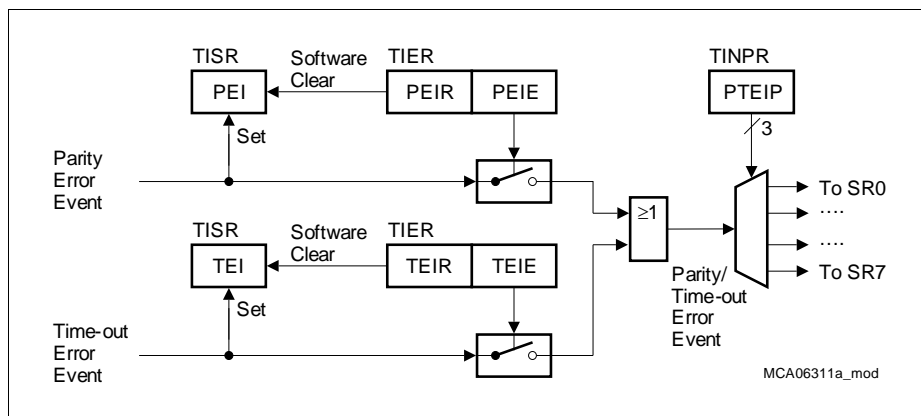 TISR
Software
Clear
TIER
TINPR
PEI
PEIR
PEIE
PTEIP
Set
3
Parity
Error
Event
To SR0
≥1
....
....
To SR7
TISR
Software
Clear
TIER
TEI
TEIR
TEIE
Parity/
Time-out
Error
Event
Set
Time-out
Error
Event
MCA06311a_mod